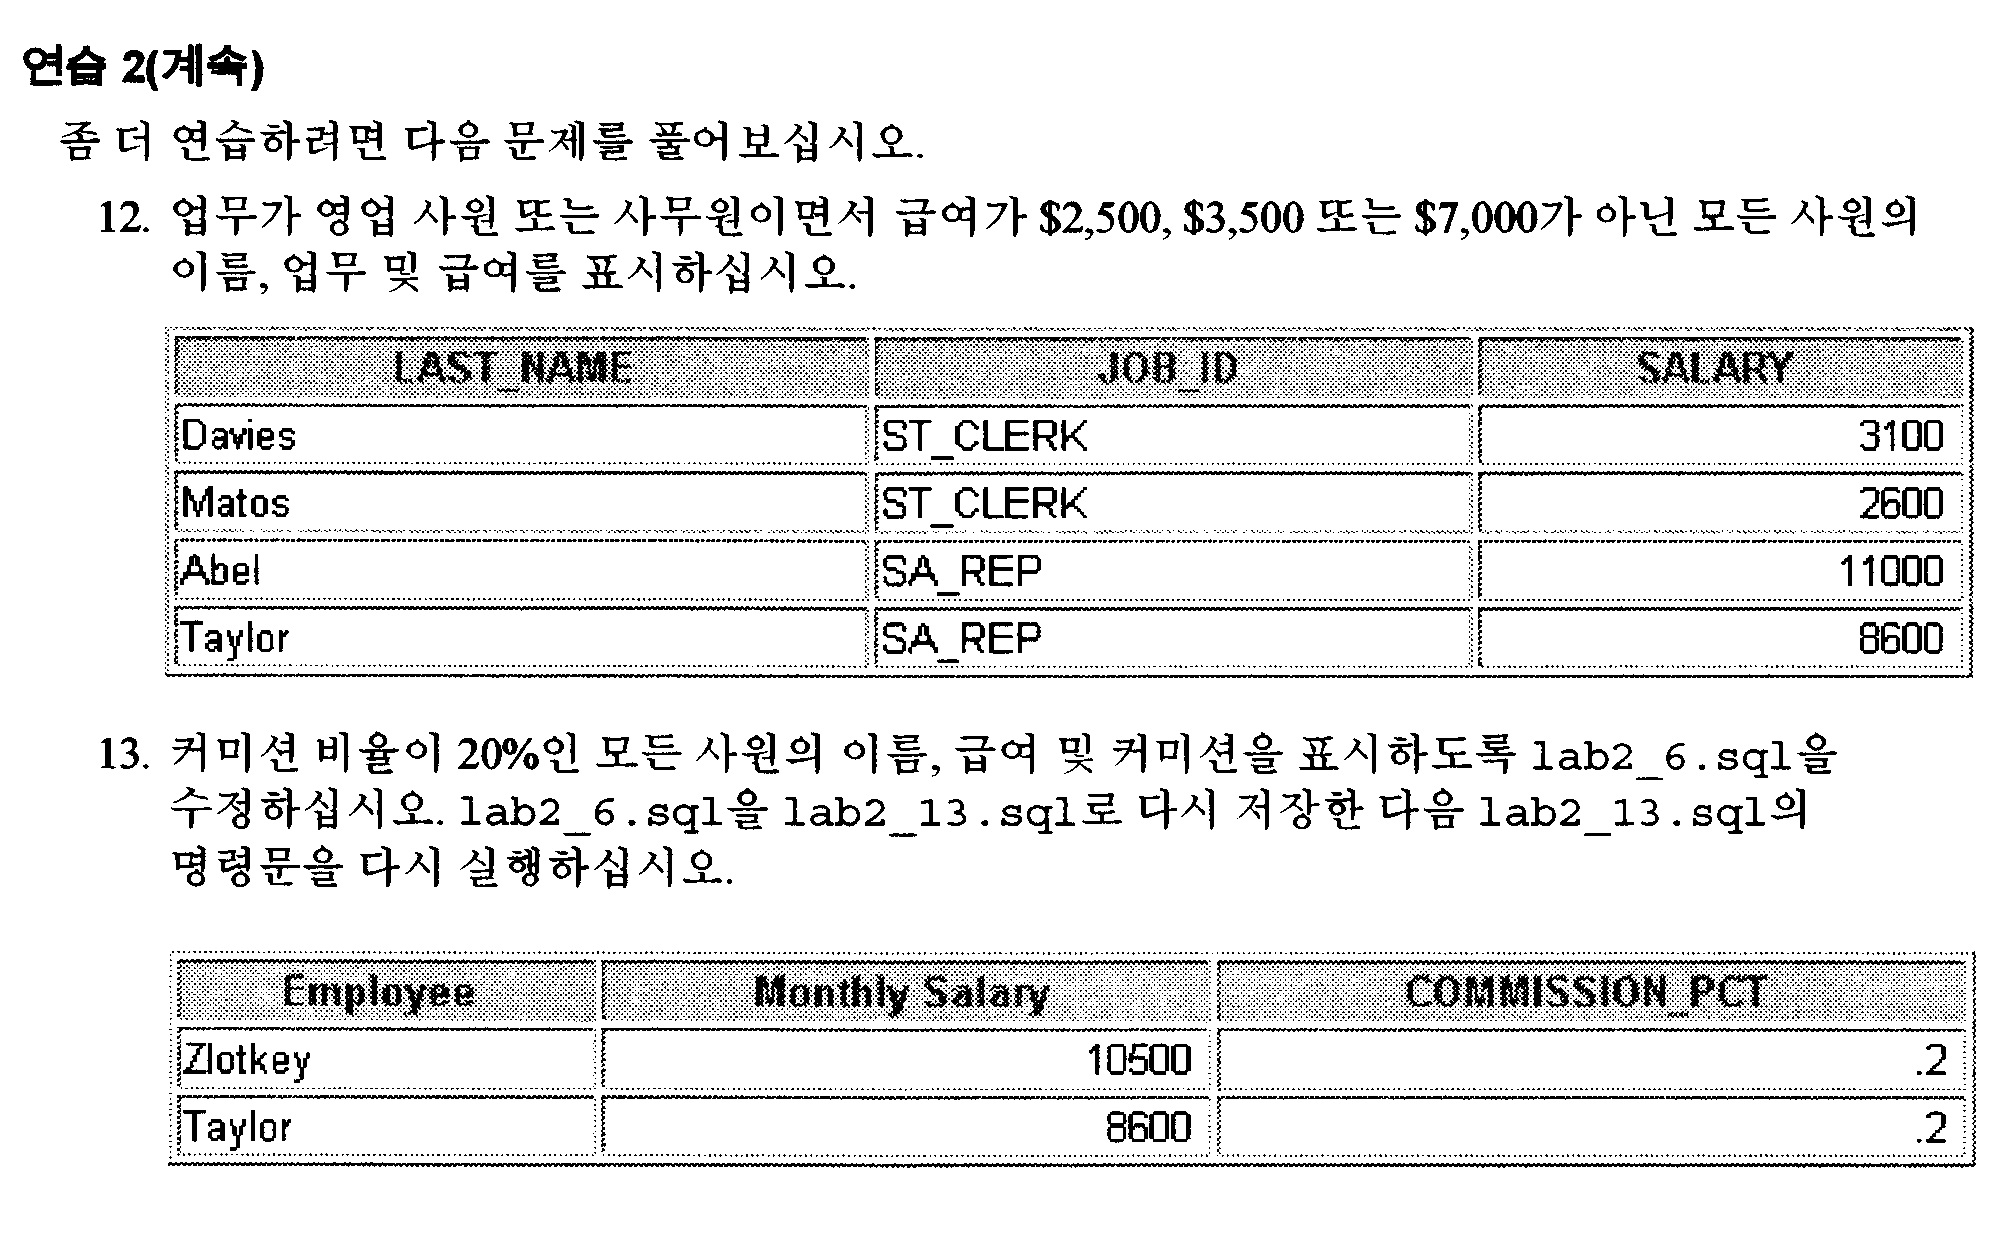 연습 2(계속)
좀 더 연습하려면 다음 문제를 풀어보십시오.
12. 업무가 영업 사원 또는 사무원이면서 급여가 $2,500, $3,500 또는 $7,000가 아닌 모든 사원의
이름, 업무 및 급여를 표시하십시오.
LAST_NAME JOB_ID SALARY
Davies ST_CLERK 3100
Matos ST_CLERK 2600
Abel SA_REP 11000
Taylor SA_REP 8600
13. 커미션 비율이 20%인 모든 사원의 이름, 급여 및 커미션을 표시하도록 lab2_6.sql을
수정하십시오. lab2_6.sql을 lab2_13.sql로 다시 저장한 다음 lab2_13.sql의
명령문을 다시 실행하십시오.
Employee Monthly Salary COMMISSION_PCT
Zlotkey 10500 .2
Taylor 8600 .2